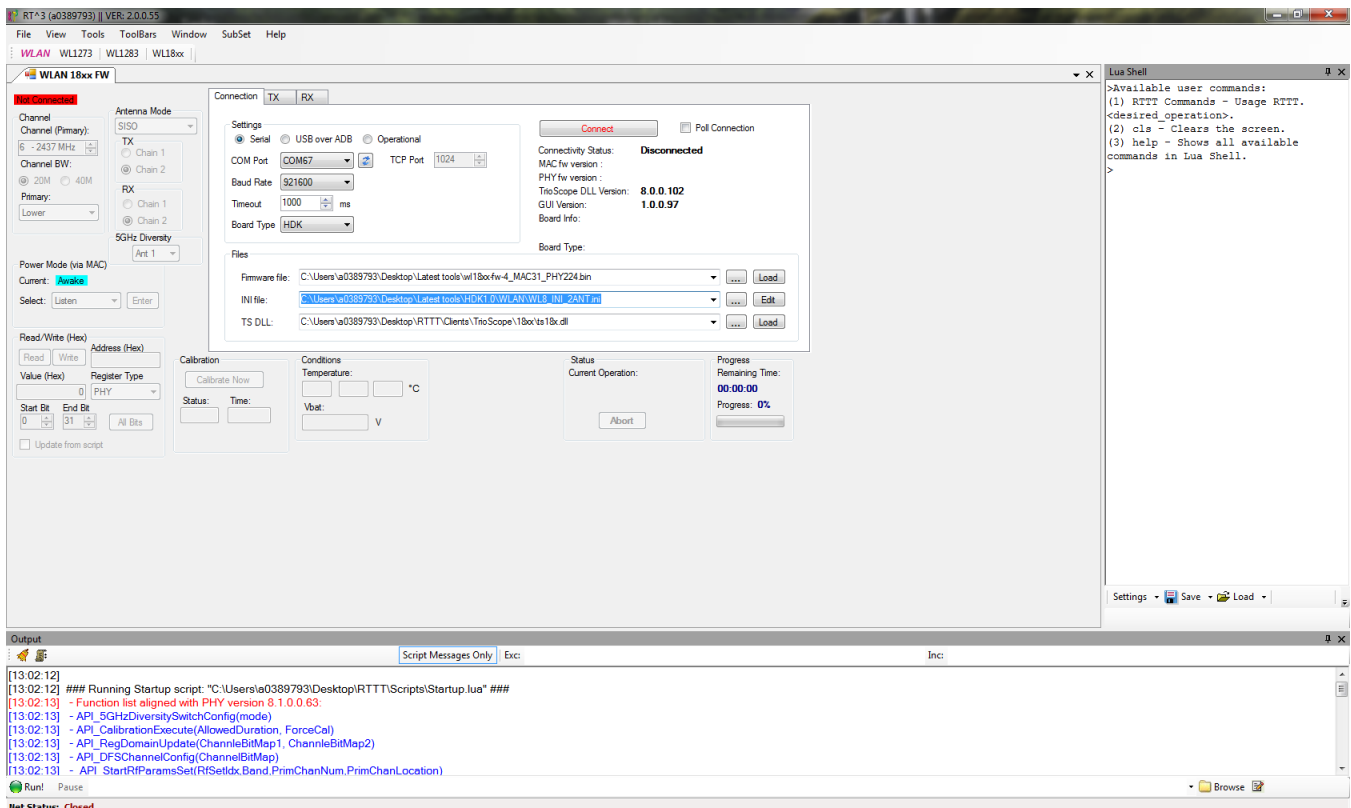 RT^3 (a0389793) || VER: 2.0.0.55
File View Tools ToolBars Window SubSet Help
WLAN WL1273 WL1283 WL18xx
WLAN 18xx FW
Not Connected
Channel
Channel (Pimary):
6 - 2437 MHz
Channel BW:
20M 40M
Primary:
Lower
Antenna Mode
SISO
TX
Chain 1
Chain 2
RX
Chain 1
Chain 2
5GHz Diversity
Ant 1
Power Mode (via MAC)
Current: Awake
Select: Listen Enter
Read/Write (Hex)
Address (Hex)
Read Write
Value (Hex) Register Type
0 PHY
Start Bit End Bit
0 31 All Bits
Update from script
Connection TX RX
Settings
Serial USB over ADB Operational
COM Port COM67 TCP Port 1024
Baud Rate 921600
Timeout 1000 ms
Board Type HDK
Connect Poll Connection
Connectivity Status: Disconnected
MAC fw version :
PHY fw version :
TrioScope DLL Version: 8.0.0.102
GUI Version: 1.0.0.97
Board Info:
Board Type:
Files
Firmware file: C:\Users\a0389793\Desktop\Latest tools\wl18xx-fw-4_MAC31_PHY224.bin ... Load
INI file: C:\Users\a0389793\Desktop\Latest tools\HDK1.0\WLAN\WL8_INI_2ANT.ini ... Edit
TS DLL: C:\Users\a0389793\Desktop\RTTT\Clients\TrioScope\18xx\ts18x.dll ... Load
Calibration
Calibrate Now
Status: Time:
Conditions
Temperature:
°C
Vbat:
V
Status
Current Operation:
Abort
Progress
Remaining Time:
00:00:00
Progress: 0%
Lua Shell
>Available user commands:
(1) RTTT Commands - Usage RTTT.
<desired_operation>.
(2) cls - Clears the screen.
(3) help - Shows all available
commands in Lua Shell.
>
Settings Save Load
Output
Script Messages Only Exc: Inc:
[13:02:12]
[13:02:12] ### Running Startup script: "C:\Users\a0389793\Desktop\RTTT\Scripts\Startup.lua" ###
[13:02:13] - Function list aligned with PHY version 8.1.0.0.63:
[13:02:13] - API_5GHzDiversitySwitchConfig(mode)
[13:02:13] - API_CalibrationExecute(AllowedDuration, ForceCal)
[13:02:13] - API_RegDomainUpdate(ChannleBitMap1, ChannleBitMap2)
[13:02:13] - API_DFSChannelConfig(ChannelBitMap)
[13:02:13] - API_StartRfParamsSet(RfSetIdx,Band,PrimChanNum,PrimChanLocation)
Run! Pause Browse
Net Status: Closed